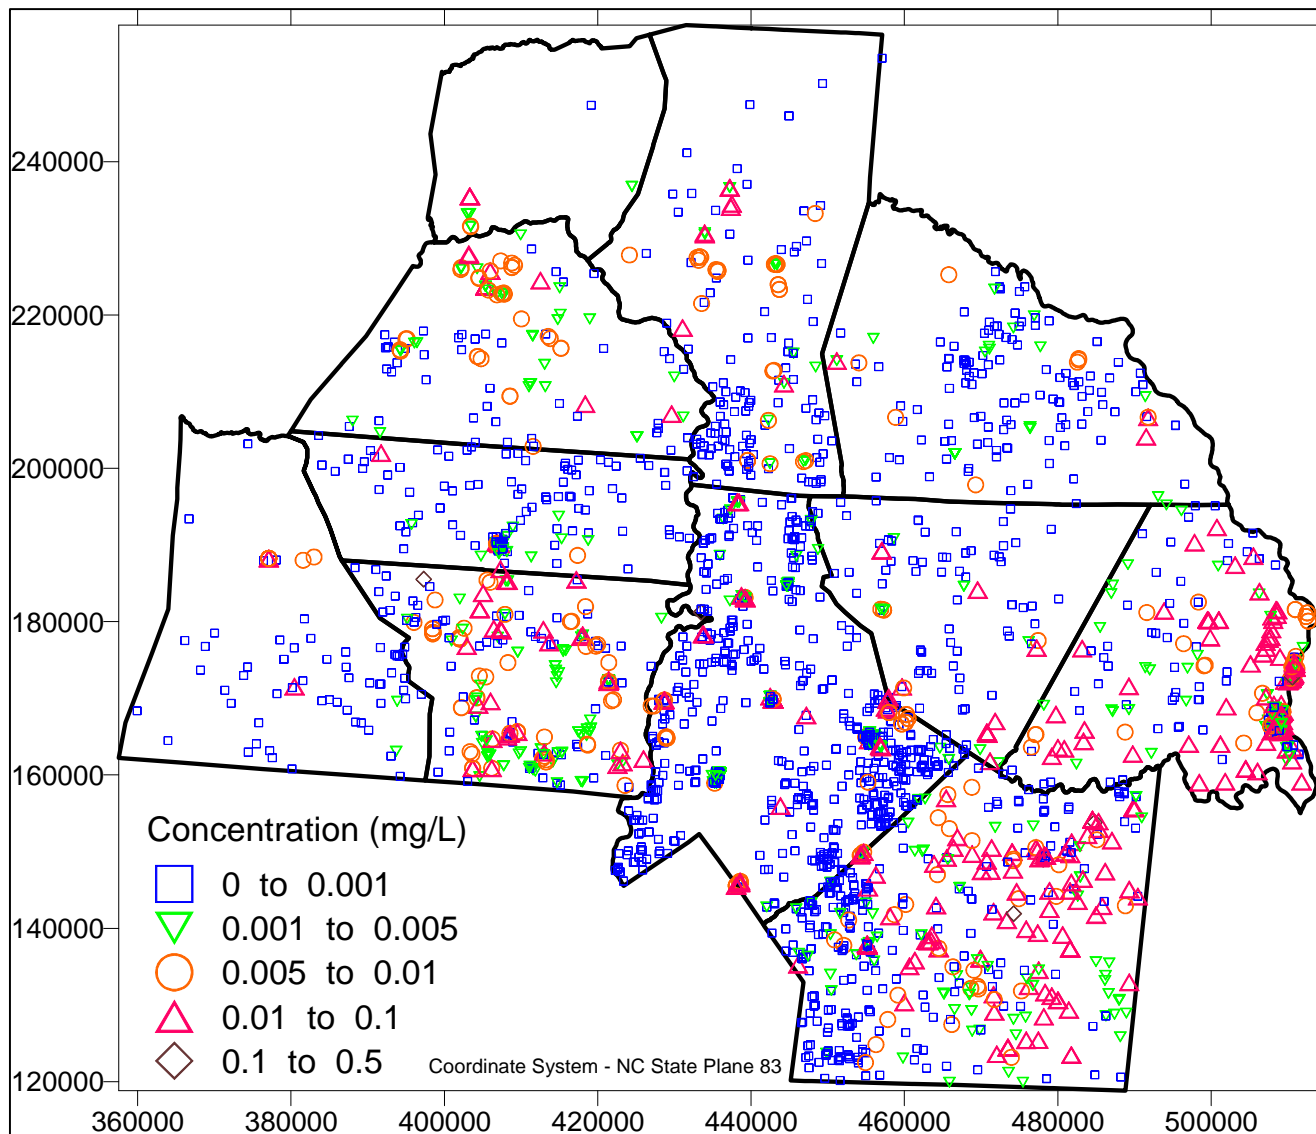 240000
220000
200000
180000
160000
140000
120000
Concentration (mg/L)
0 to 0.001
0.001 to 0.005
0.005 to 0.01
0.01 to 0.1
0.1 to 0.5
Coordinate System - NC State Plane 83
360000 380000 400000 420000 440000 460000 480000 500000